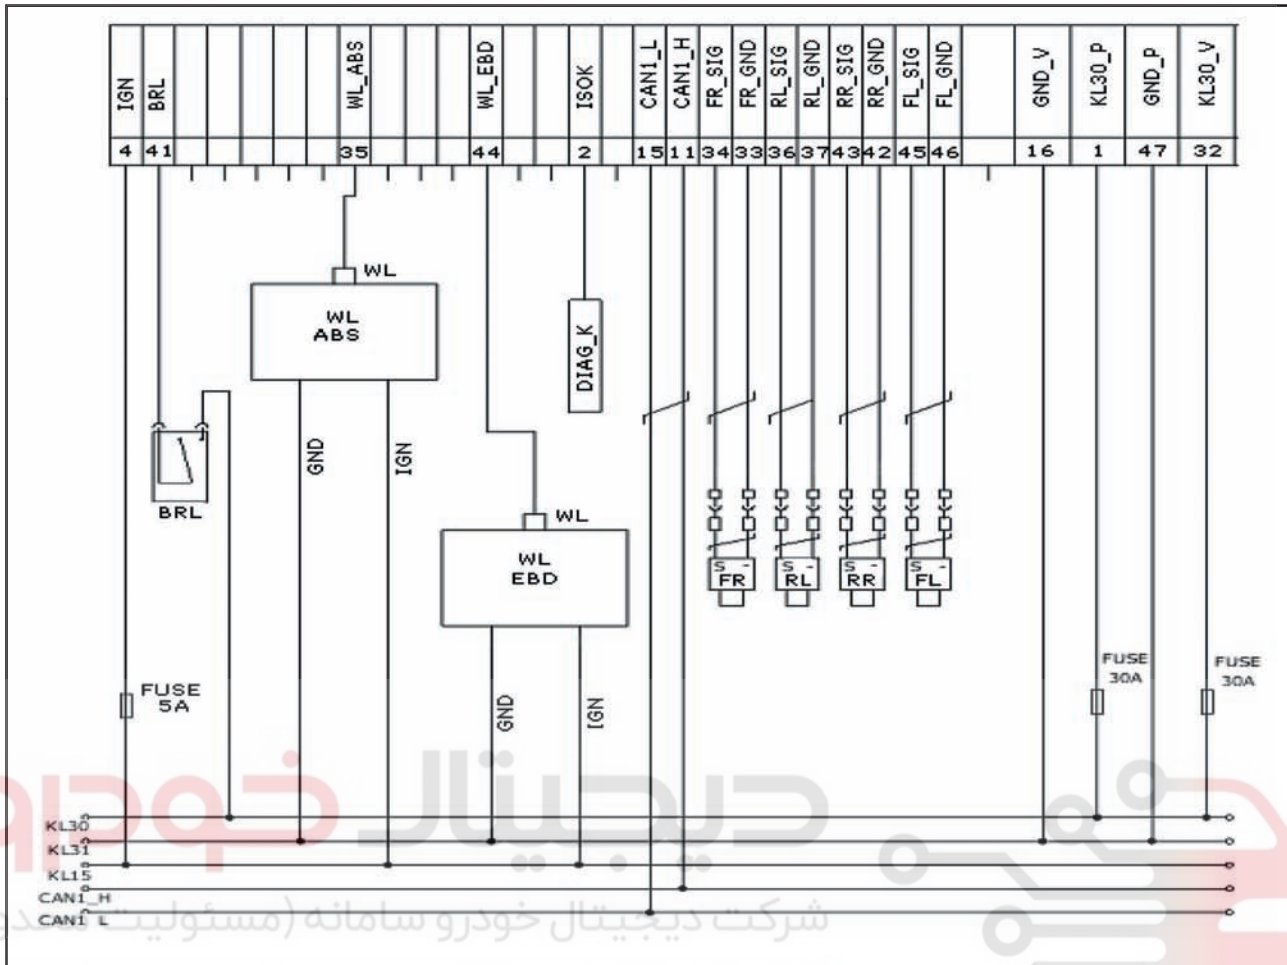 IGN
BRL
WL_ABS
WL_EBD
ISOK
CAN1_L
CAN1_H
FR_SIG
FR_GND
RL_SIG
RL_GND
RR_SIG
RR_GND
FL_SIG
FL_GND
GND_V
KL30_P
GND_P
KL30_V
4 41 35 44 2 15 11 34 33 36 37 43 42 45 46 16 1 47 32
WL
WL
ABS
DIAG_K
GND
IGN
BRL
WL
WL
EBD
S -
FR
S -
RL
S -
RR
S -
FL
FUSE
30A
FUSE
30A
FUSE
5A
GND
IGN
دیجیتال خودرو
KL30
KL31
KL15
CAN1_H
CAN1_L
شرکت دیجیتال خودرو سامانه (مسئولیت